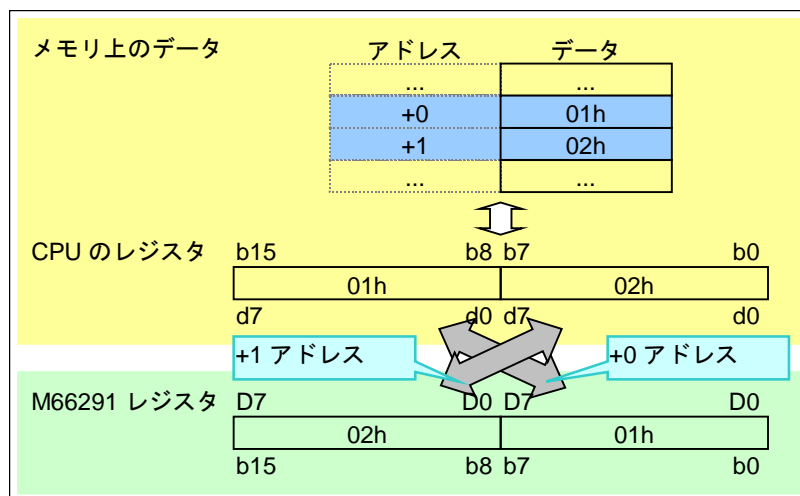 メモリ上のデータ
アドレス データ
... ...
+0 01h
+1 02h
... ...
CPU のレジスタ b15 b8 b7 b0
01h 02h
d7 d0 d7 d0
+1 アドレス +0 アドレス
M66291 レジスタ D7 D0 D7 D0
02h 01h
b15 b8 b7 b0